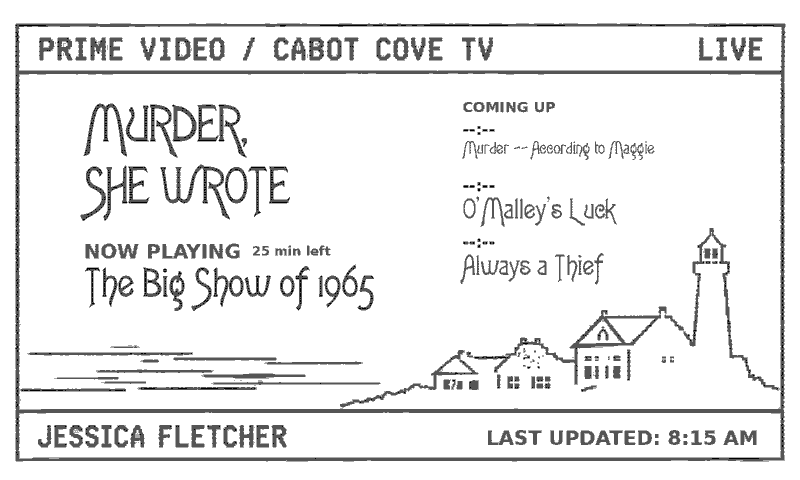 PRIME VIDEO / CABOT COVE TV
LIVE
MURDER,
SHE WROTE
NOW PLAYING 25 min left
The Big Show of 1965
COMING UP
--:--
Murder -- According to Maggie
--:--
O'Malley's Luck
--:--
Always a Thief
JESSICA FLETCHER
LAST UPDATED: 8:15 AM